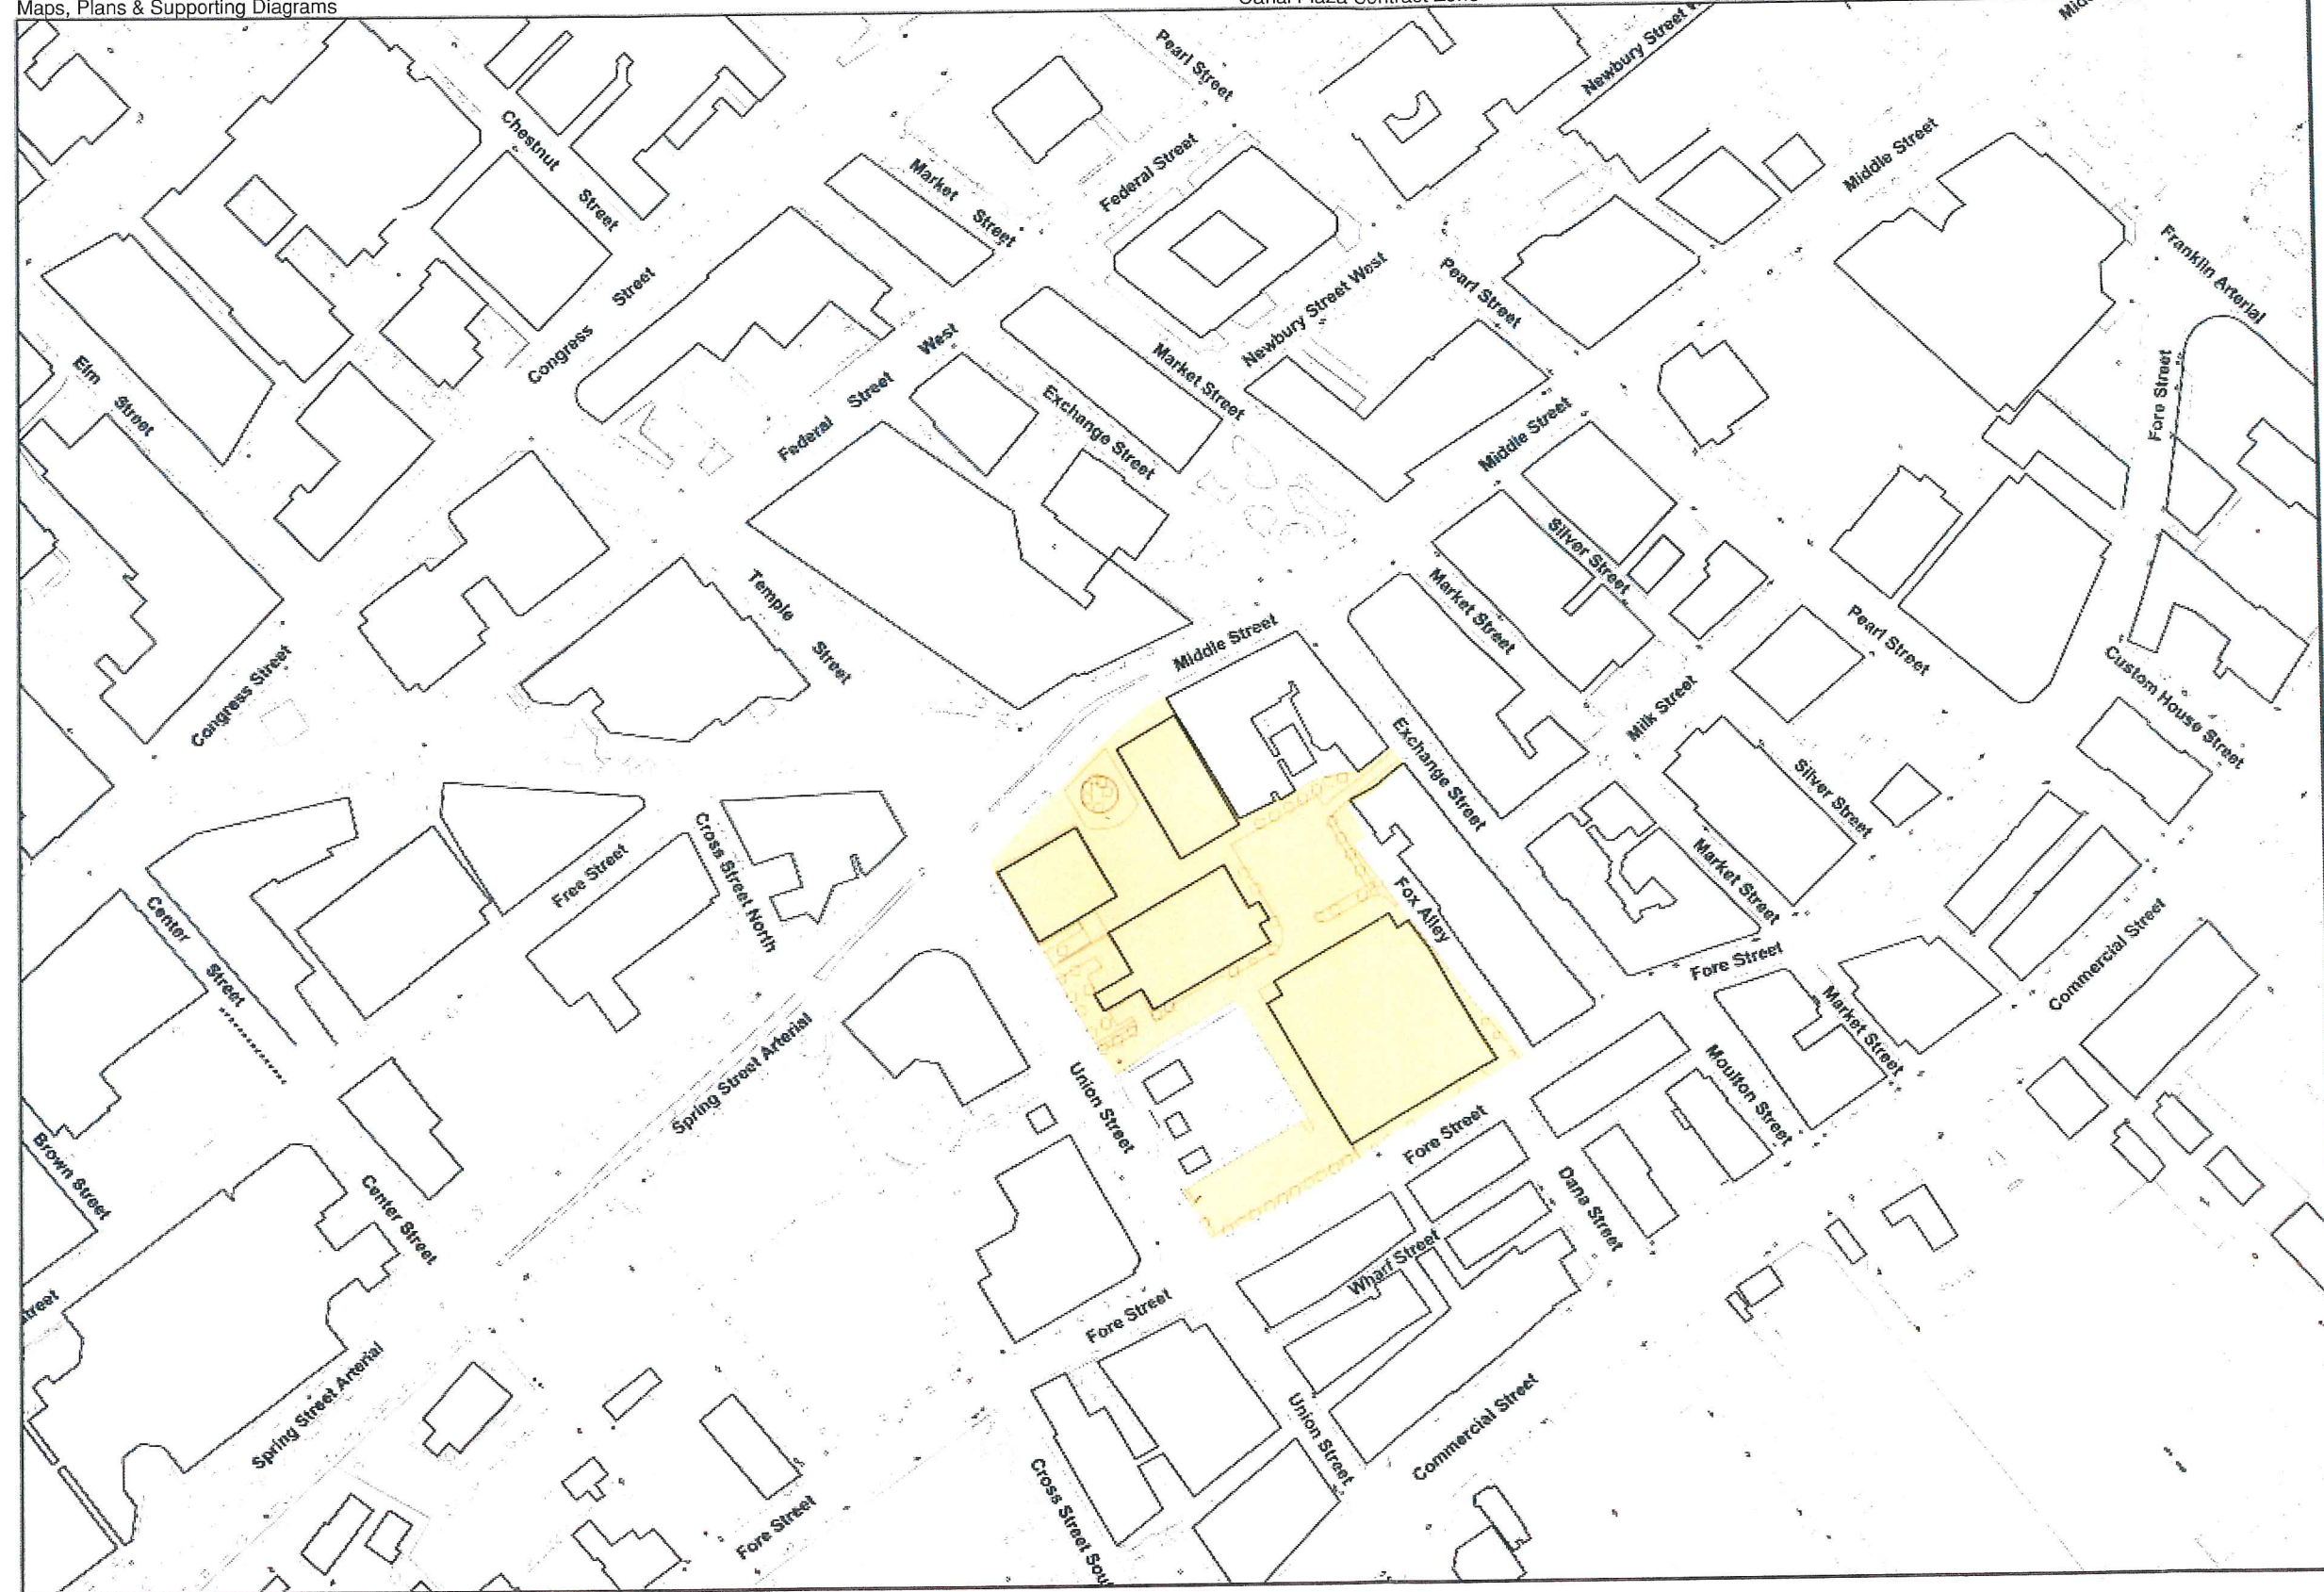 Maps, Plans & Supporting Diagrams
Canal Plaza Contract Zone
Pearl Street
Newbury Street
Chestnut Street
Market Street
Federal Street
Middle Street
Franklin Arterial
Congress Street
Federal Street West
Newbury Street West
Pearl Street
Market Street
Exchange Street
Elm Street
Middle Street
Fore Street
Silver Street
Temple Street
Market Street
Pearl Street
Middle Street
Custom House Street
Congress Street
Milk Street
Exchange Street
Silver Street
Free Street
Cross Street North
Market Street
Fox Alley
Center Street
Fore Street
Commercial Street
Market Street
Spring Street Arterial
Union Street
Moulton Street
Fore Street
Brown Street
Center Street
Dana Street
Wharf Street
Fore Street
Spring Street Arterial
Union Street
Commercial Street
Cross Street Sou
Fore Street